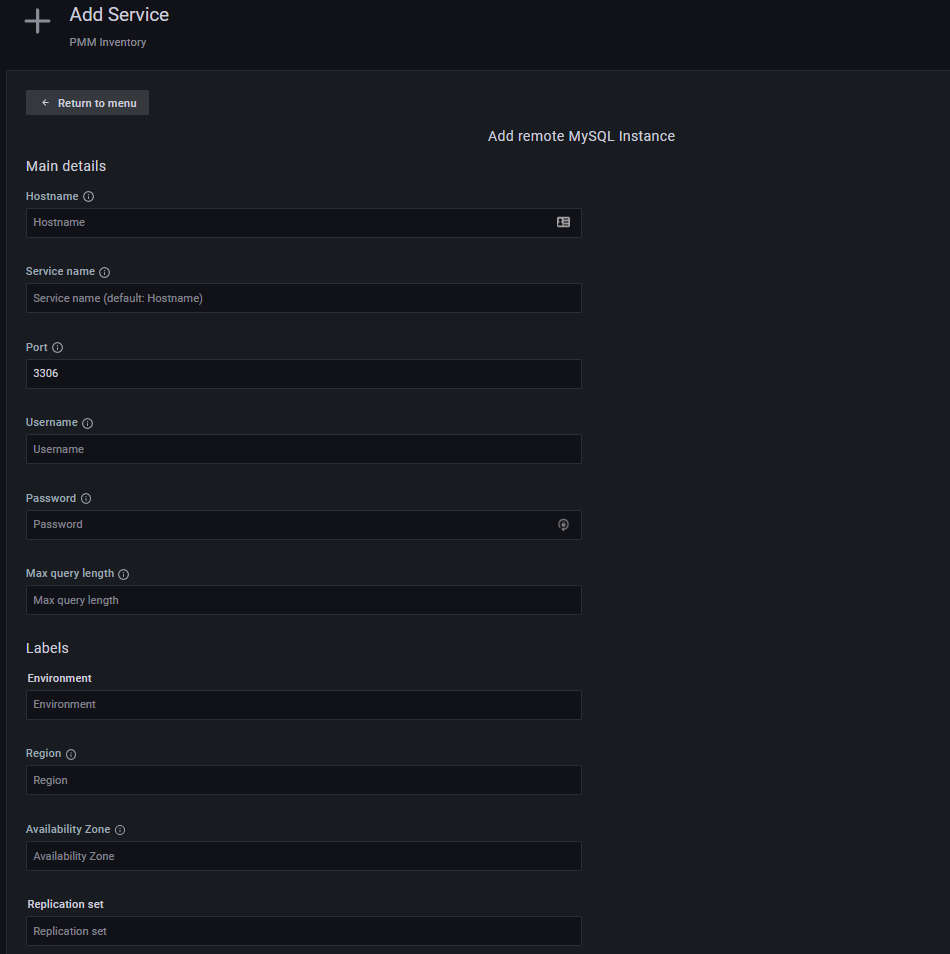 Add Service
PMM Inventory
Return to menu
Add remote MySQL Instance
Main details
Hostname
Hostname
Service name
Service name (default: Hostname)
Port
3306
Username
Username
Password
Password
Max query length
Max query length
Labels
Environment
Environment
Region
Region
Availability Zone
Availability Zone
Replication set
Replication set